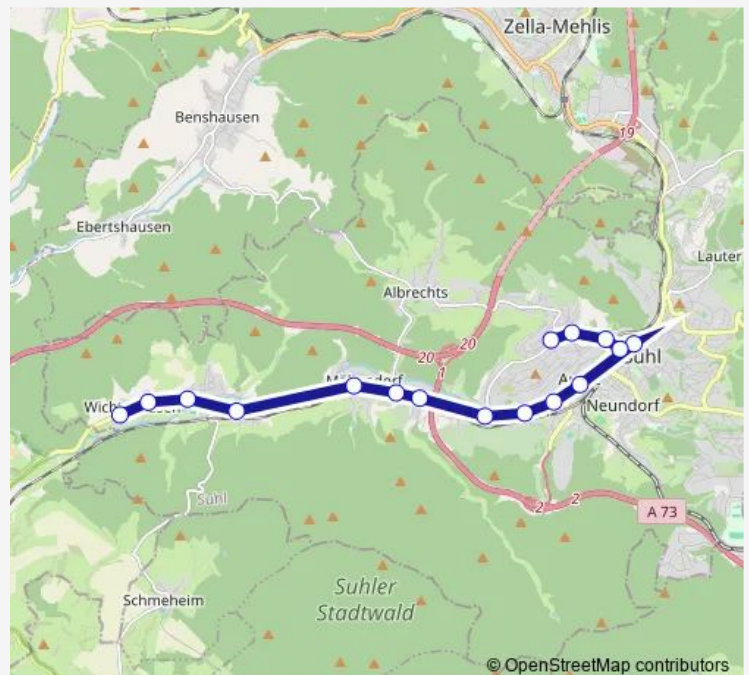 Zella-Mehlis
Benshausen
19
Ebertshausen
Lauter
Albrechts
20
20
1
Neundorf
2
2
A 73
Suhl
Schmeheim
Suhler
Stadtwald
© OpenStreetMap contributors